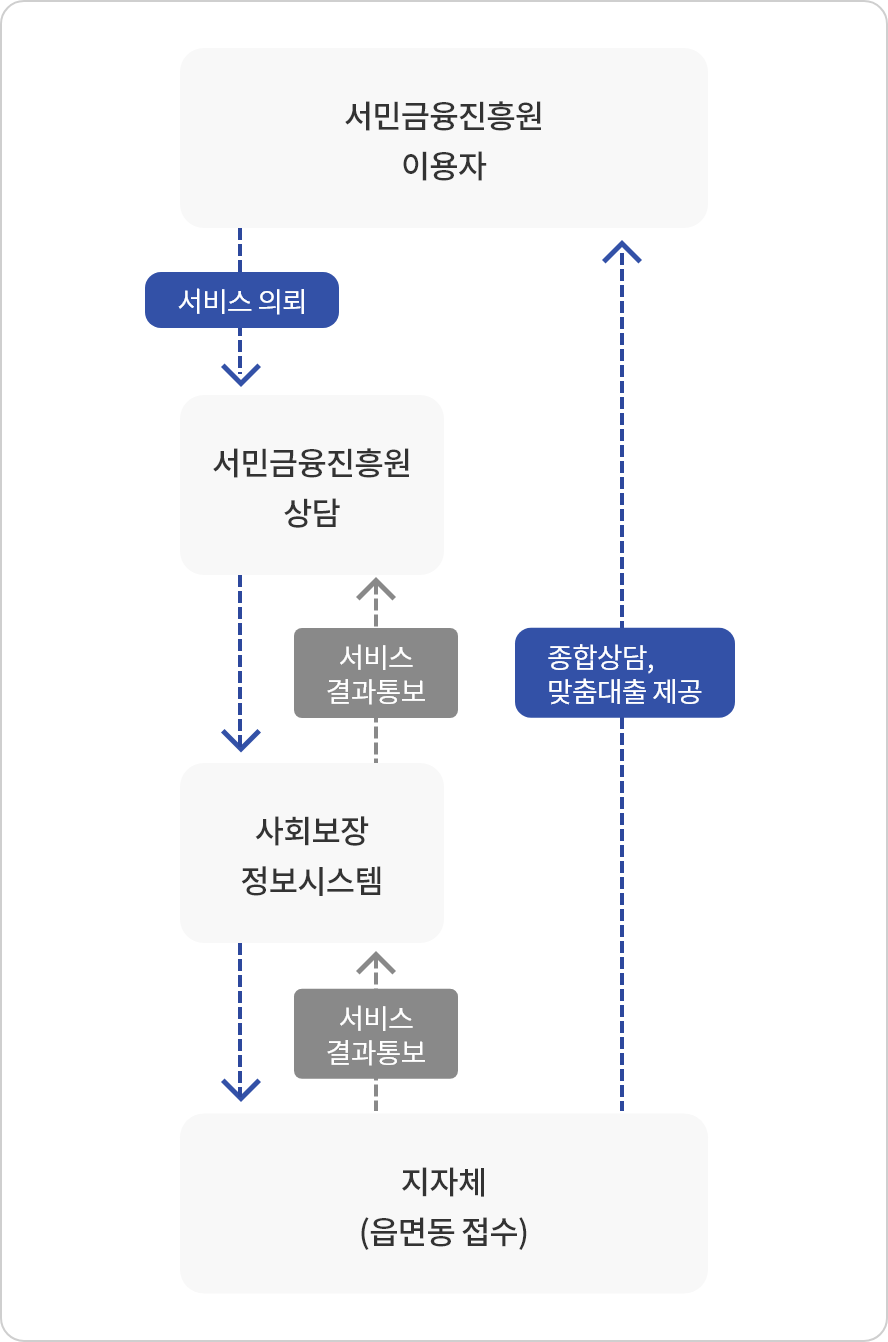 서민금융진흥원
이용자
서비스 의뢰
서민금융진흥원
상담
서비스
결과통보
종합상담,
맞춤대출 제공
사회보장
정보시스템
서비스
결과통보
지자체
(읍면동 접수)